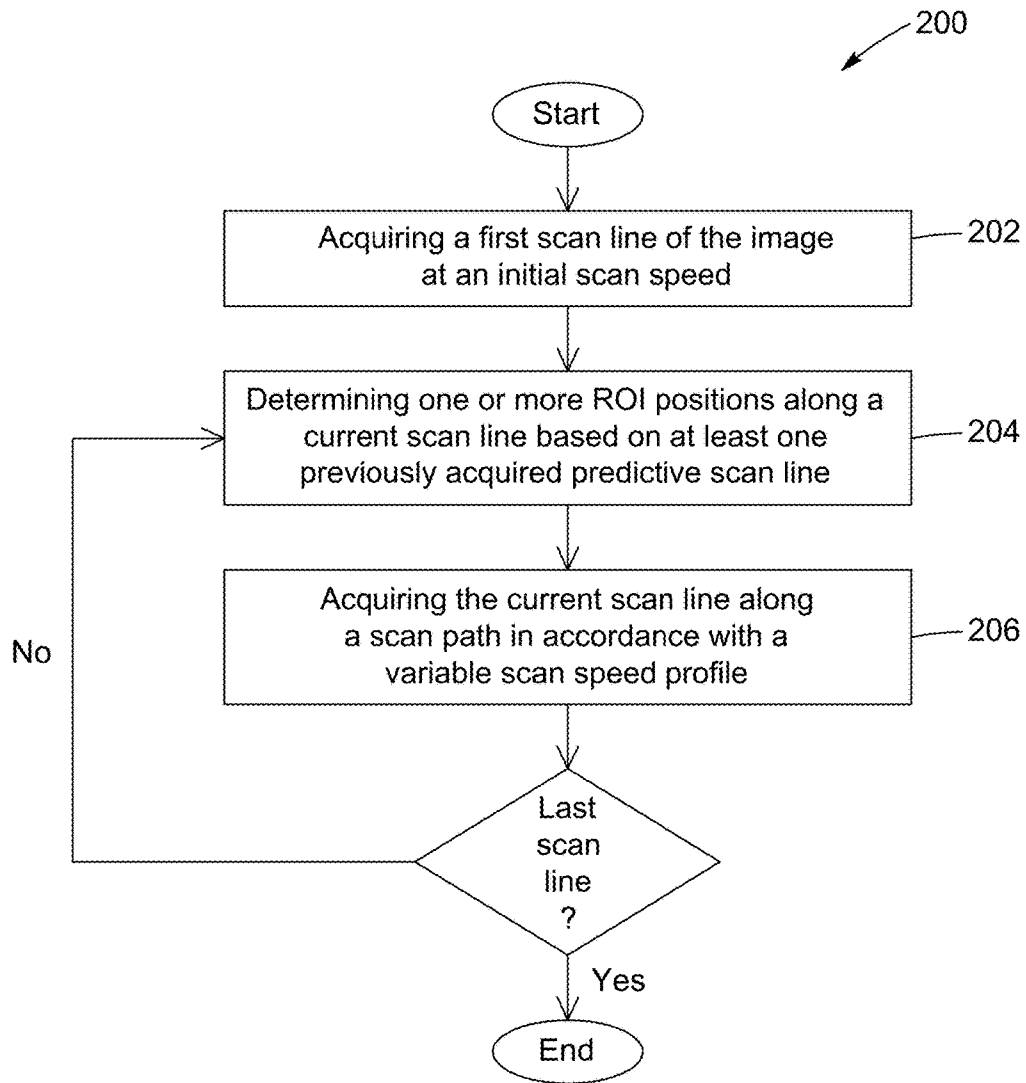 200
Start
Acquiring a first scan line of the image
at an initial scan speed
202
Determining one or more ROI positions along a
current scan line based on at least one
previously acquired predictive scan line
204
Acquiring the current scan line along
a scan path in accordance with a
variable scan speed profile
206
No
Last
scan
line
?
Yes
End